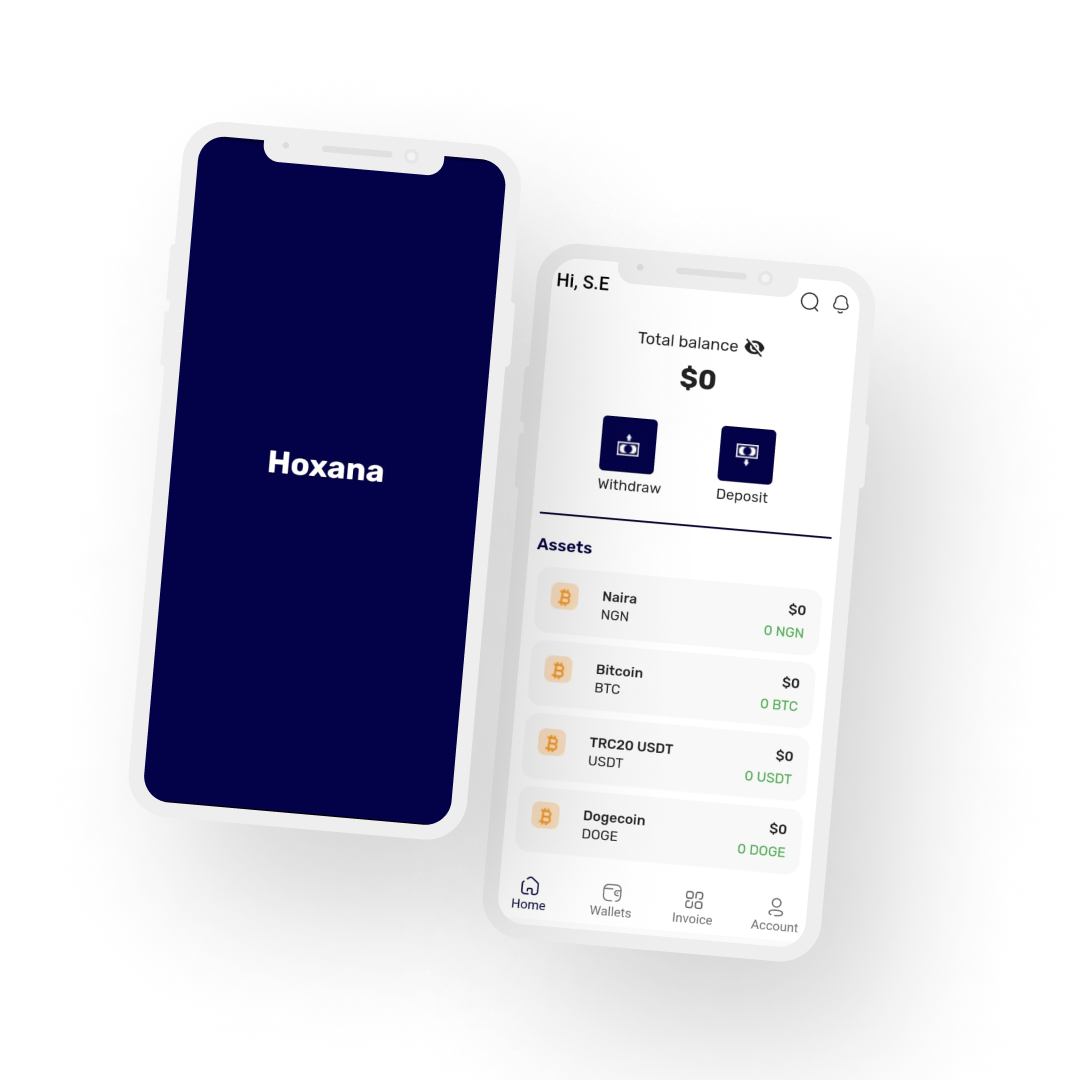 Hoxana
Hi, S.E
Total balance
$0
Withdraw
Deposit
Assets
Naira
$0
NGN
0 NGN
Bitcoin
$0
BTC
0 BTC
TRC20 USDT
$0
USDT
0 USDT
Dogecoin
$0
DOGE
0 DOGE
Home
Wallets
Invoice
Account